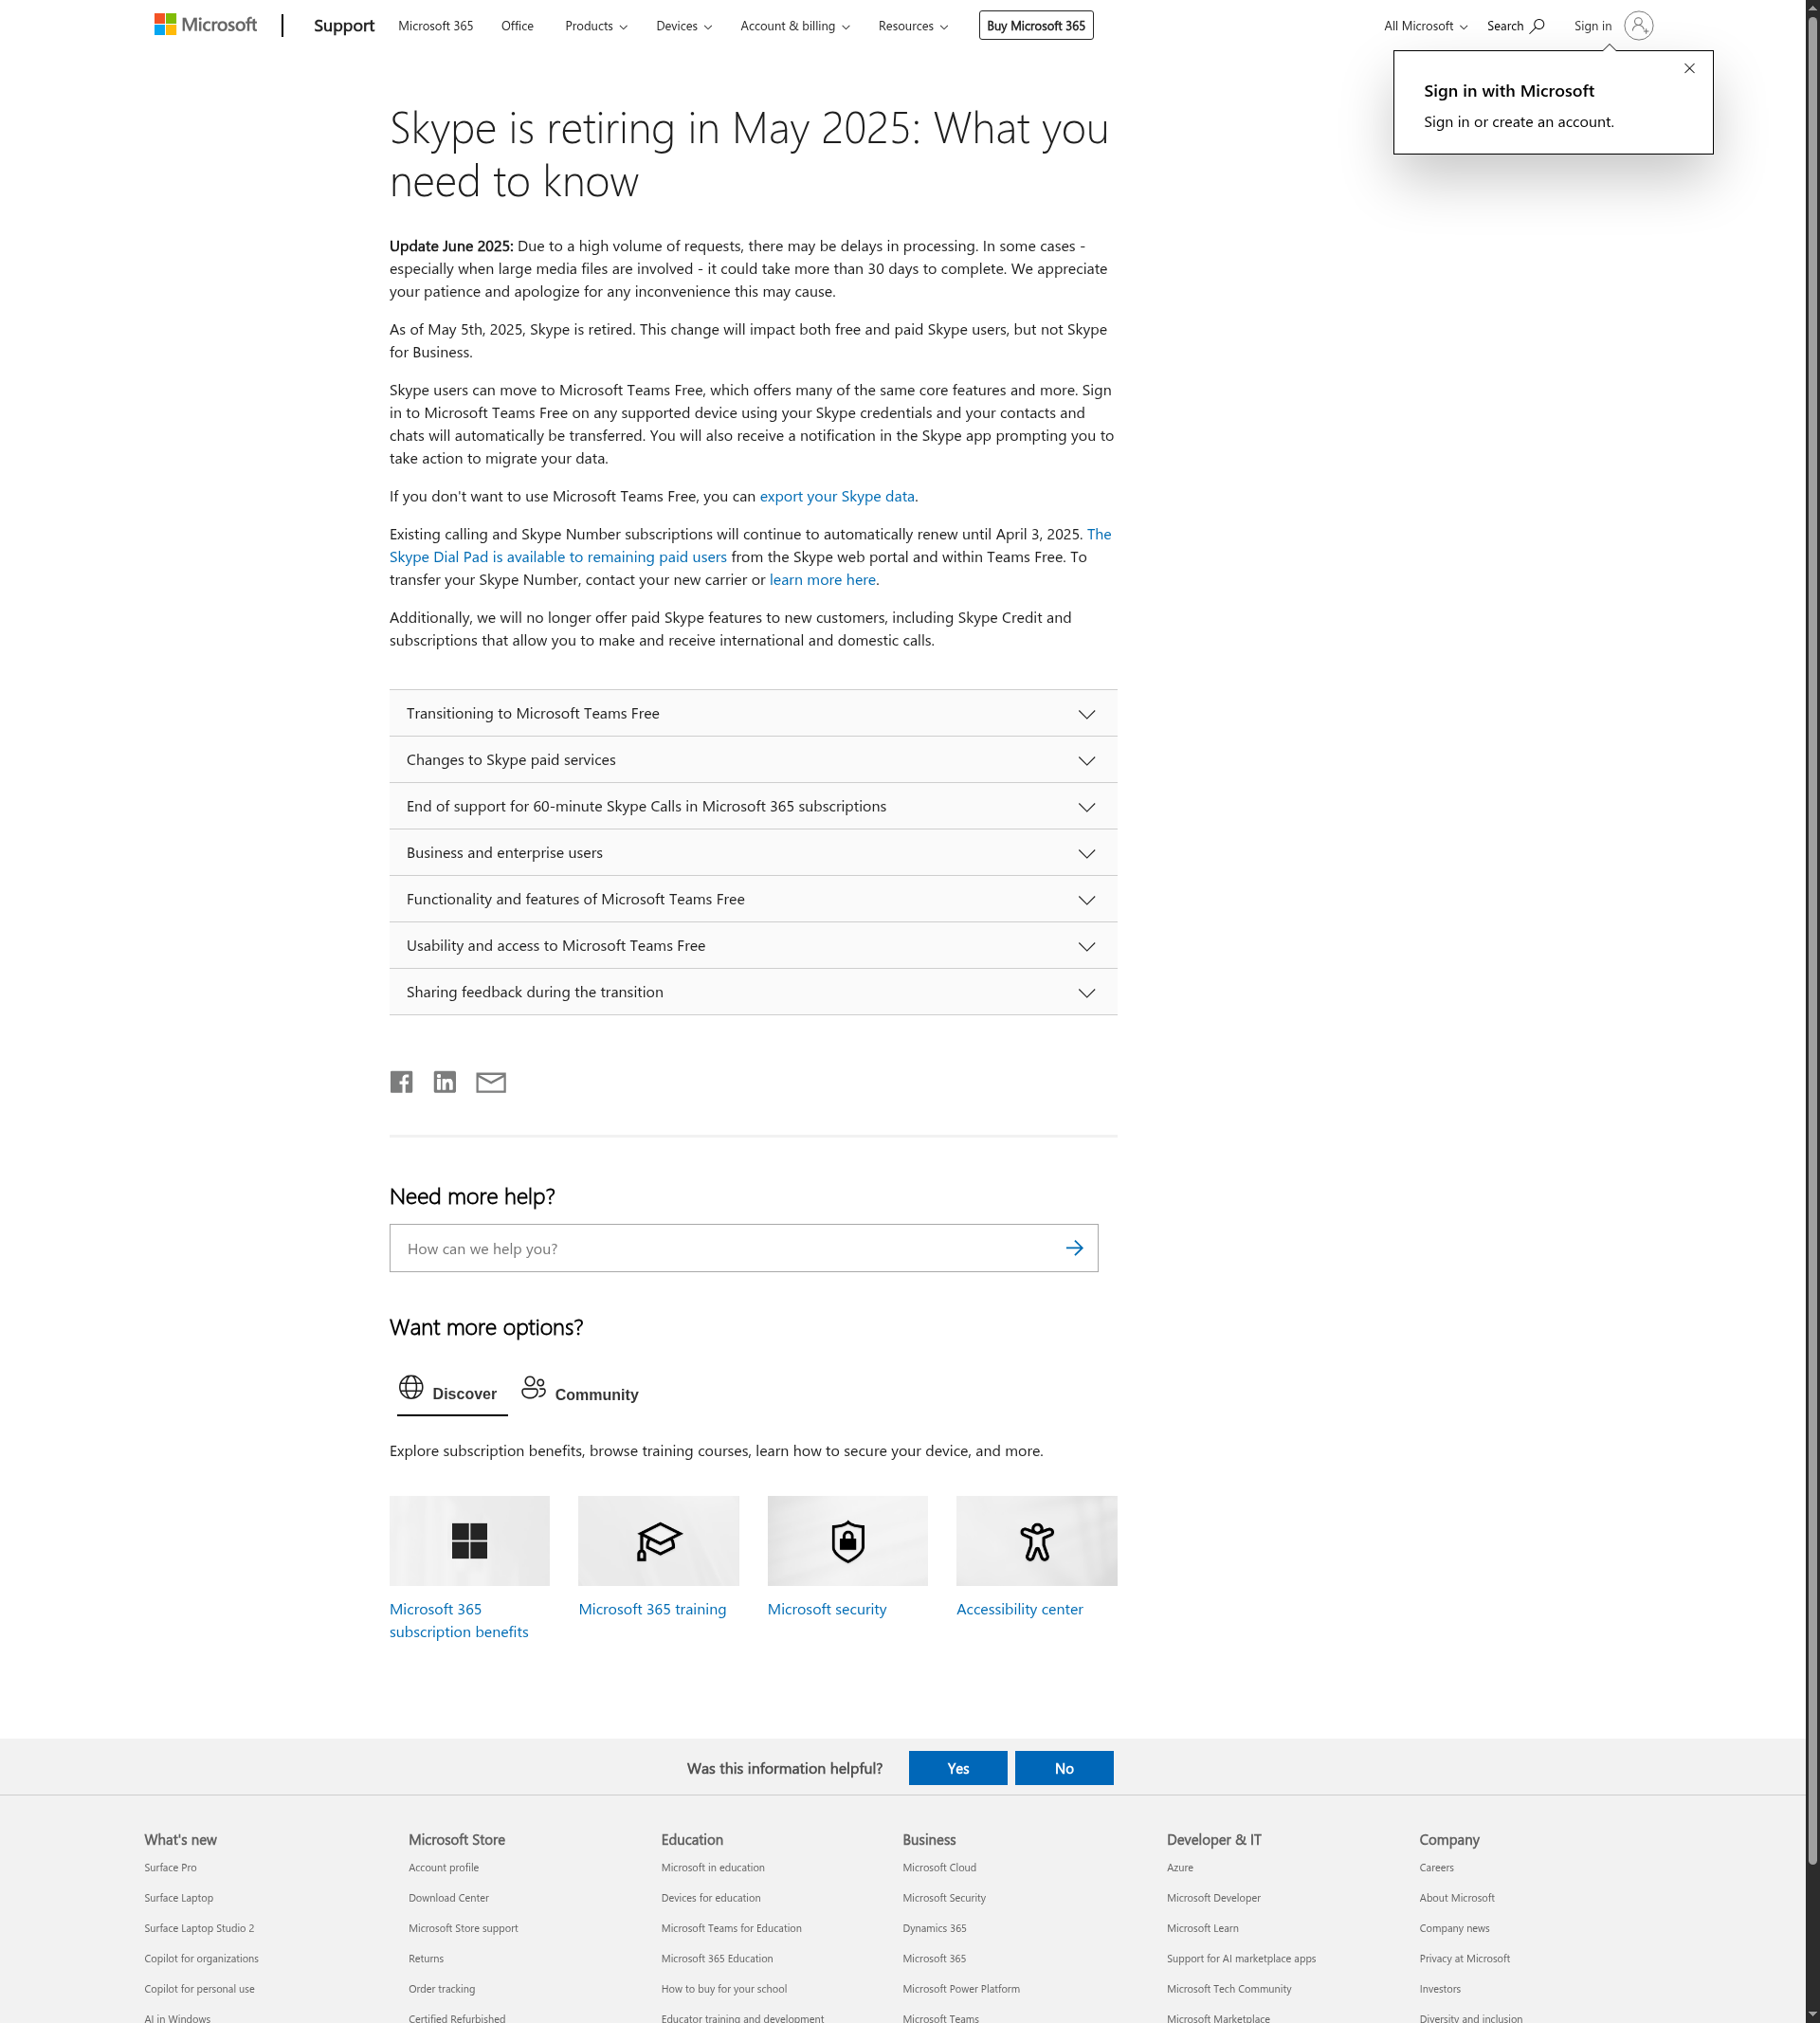 Microsoft
Support
Microsoft 365
Office
Products
Devices
Account & billing
Resources
Buy Microsoft 365
All Microsoft
Search
Sign in
Sign in with Microsoft
Sign in or create an account.
Skype is retiring in May 2025: What you
need to know
Update June 2025: Due to a high volume of requests, there may be delays in processing. In some cases -
especially when large media files are involved - it could take more than 30 days to complete. We appreciate
your patience and apologize for any inconvenience this may cause.
As of May 5th, 2025, Skype is retired. This change will impact both free and paid Skype users, but not Skype
for Business.
Skype users can move to Microsoft Teams Free, which offers many of the same core features and more. Sign
in to Microsoft Teams Free on any supported device using your Skype credentials and your contacts and
chats will automatically be transferred. You will also receive a notification in the Skype app prompting you to
take action to migrate your data.
If you don't want to use Microsoft Teams Free, you can export your Skype data.
Existing calling and Skype Number subscriptions will continue to automatically renew until April 3, 2025. The
Skype Dial Pad is available to remaining paid users from the Skype web portal and within Teams Free. To
transfer your Skype Number, contact your new carrier or learn more here.
Additionally, we will no longer offer paid Skype features to new customers, including Skype Credit and
subscriptions that allow you to make and receive international and domestic calls.
Transitioning to Microsoft Teams Free
Changes to Skype paid services
End of support for 60-minute Skype Calls in Microsoft 365 subscriptions
Business and enterprise users
Functionality and features of Microsoft Teams Free
Usability and access to Microsoft Teams Free
Sharing feedback during the transition
Need more help?
How can we help you?
Want more options?
Discover
Community
Explore subscription benefits, browse training courses, learn how to secure your device, and more.
Microsoft 365
subscription benefits
Microsoft 365 training
Microsoft security
Accessibility center
Was this information helpful?
Yes
No
What's new
Surface Pro
Surface Laptop
Surface Laptop Studio 2
Copilot for organizations
Copilot for personal use
AI in Windows
Microsoft Store
Account profile
Download Center
Microsoft Store support
Returns
Order tracking
Certified Refurbished
Education
Microsoft in education
Devices for education
Microsoft Teams for Education
Microsoft 365 Education
How to buy for your school
Educator training and development
Business
Microsoft Cloud
Microsoft Security
Dynamics 365
Microsoft 365
Microsoft Power Platform
Microsoft Teams
Developer & IT
Azure
Microsoft Developer
Microsoft Learn
Support for AI marketplace apps
Microsoft Tech Community
Microsoft Marketplace
Company
Careers
About Microsoft
Company news
Privacy at Microsoft
Investors
Diversity and inclusion